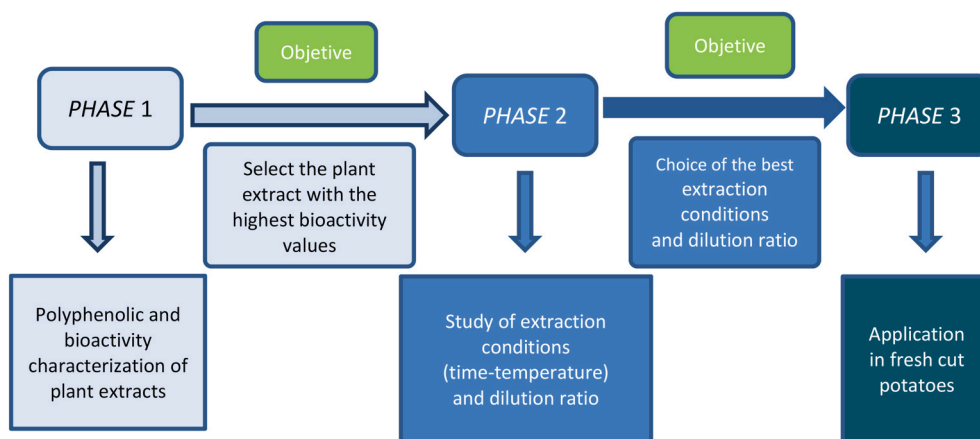 Objetive
Objetive
PHASE 1
PHASE 2
PHASE 3
Select the plant
extract with the
highest bioactivity
values
Choice of the best
extraction
conditions
and dilution ratio
Polyphenolic and
bioactivity
characterization of
plant extracts
Study of extraction
conditions
(time-temperature)
and dilution ratio
Application
in fresh cut
potatoes